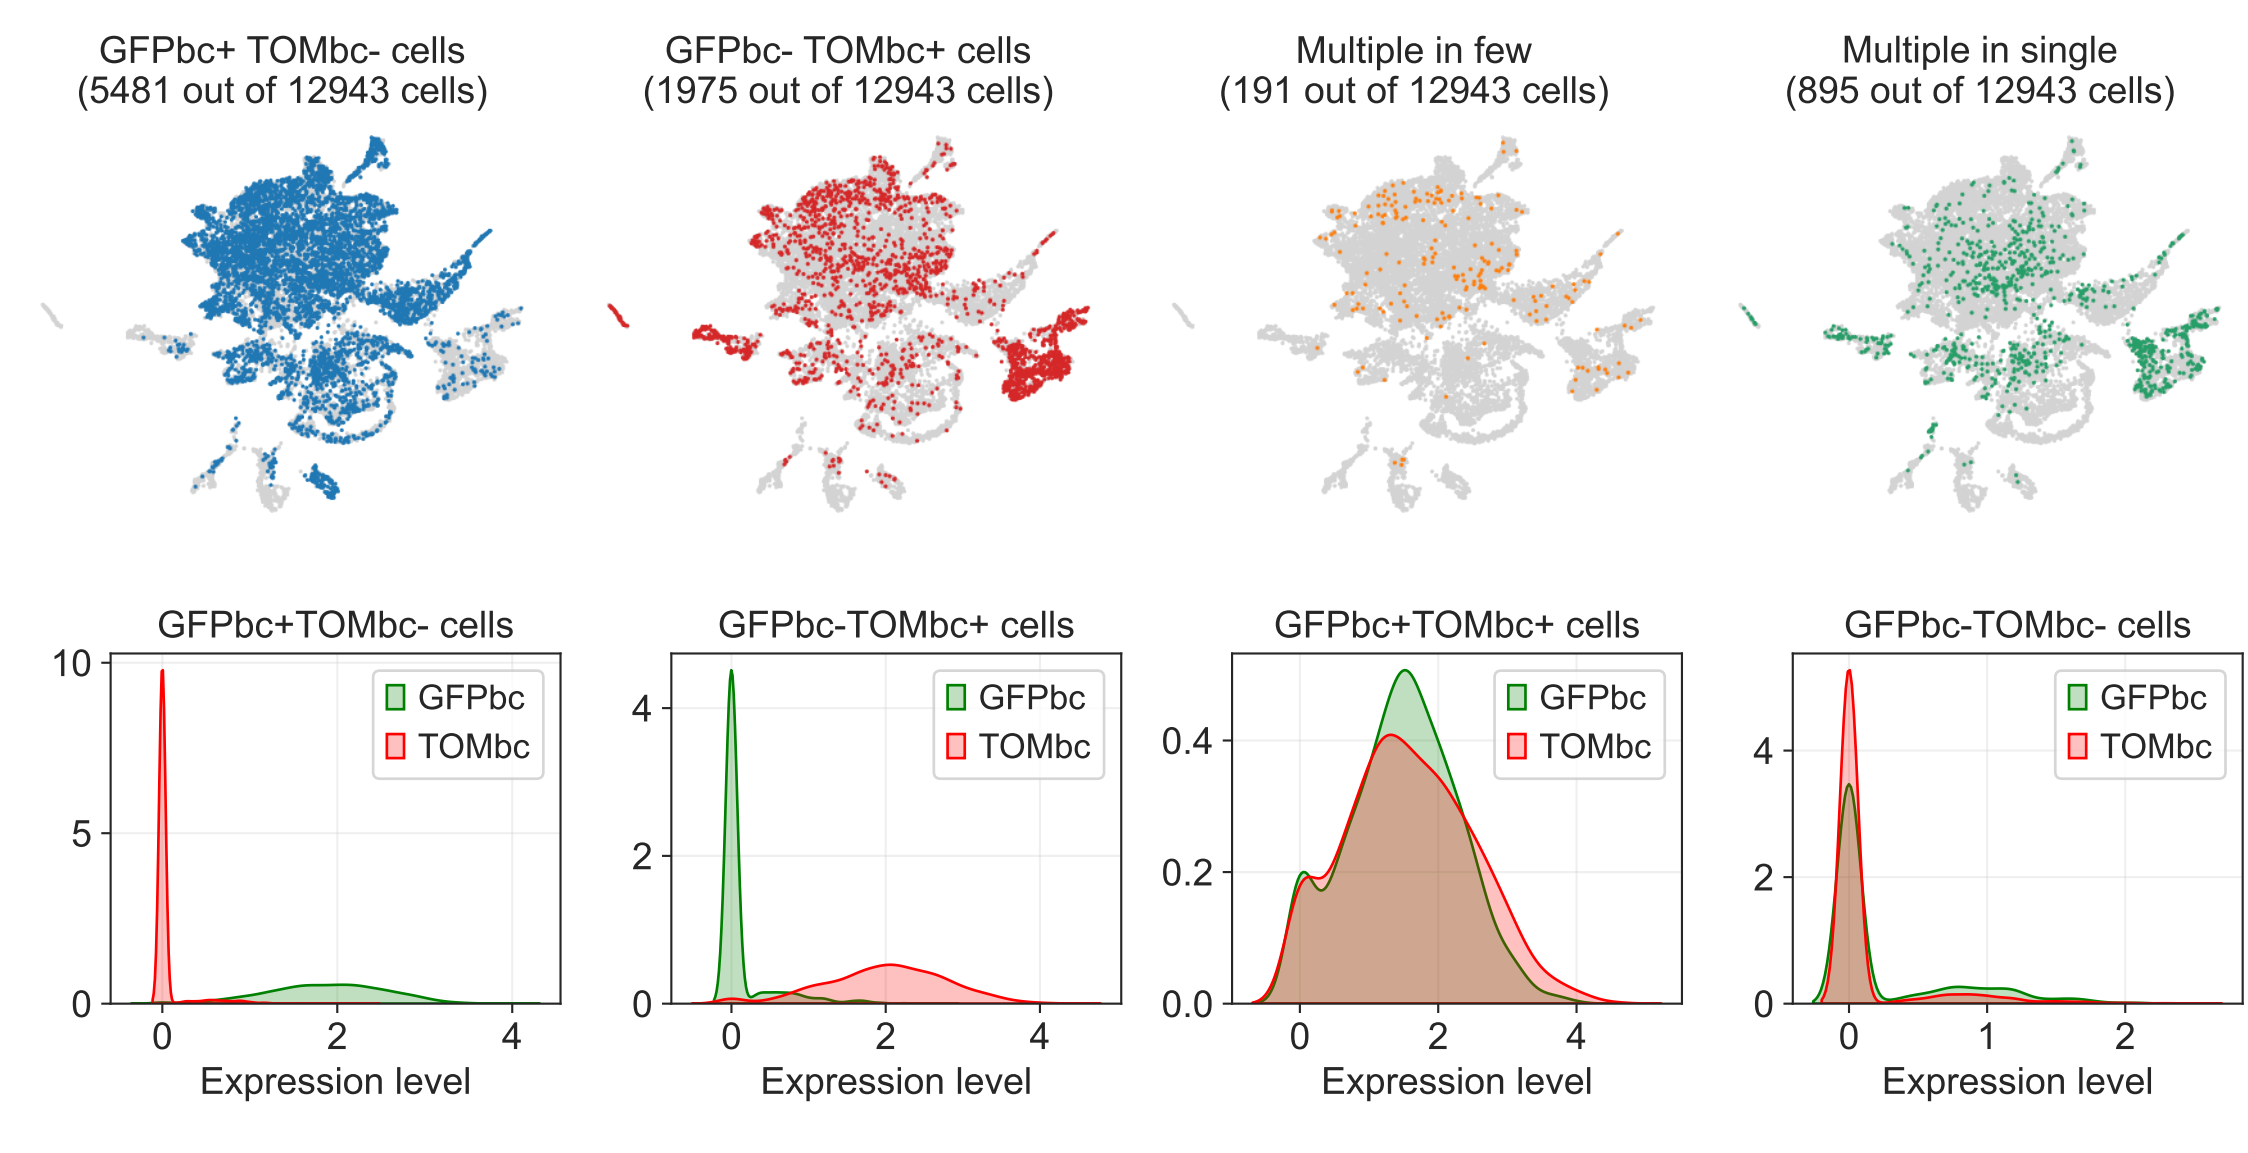 GFPbc+ TOMbc- cells
(5481 out of 12943 cells)
GFPbc- TOMbc+ cells
(1975 out of 12943 cells)
Multiple in few
(191 out of 12943 cells)
Multiple in single
(895 out of 12943 cells)
GFPbc+TOMbc- cells
10
5
0
0 2 4
GFPbc
TOMbc
Expression level
GFPbc-TOMbc+ cells
4
2
0
0 2 4
GFPbc
TOMbc
Expression level
GFPbc+TOMbc+ cells
0.4
0.2
0.0
0 2 4
GFPbc
TOMbc
Expression level
GFPbc-TOMbc- cells
4
2
0
0 1 2
GFPbc
TOMbc
Expression level